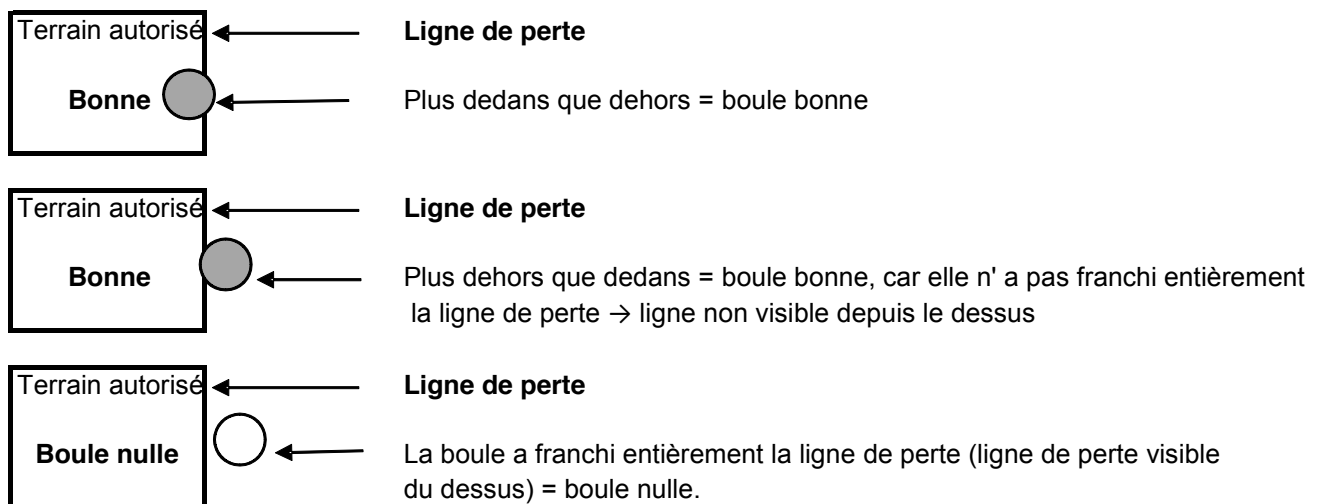 Terrain autorisé Ligne de perte
Bonne Plus dedans que dehors = boule bonne
Terrain autorisé Ligne de perte
Bonne Plus dehors que dedans = boule bonne, car elle n' a pas franchi entièrement
la ligne de perte → ligne non visible depuis le dessus
Terrain autorisé Ligne de perte
Boule nulle La boule a franchi entièrement la ligne de perte (ligne de perte visible
du dessus) = boule nulle.